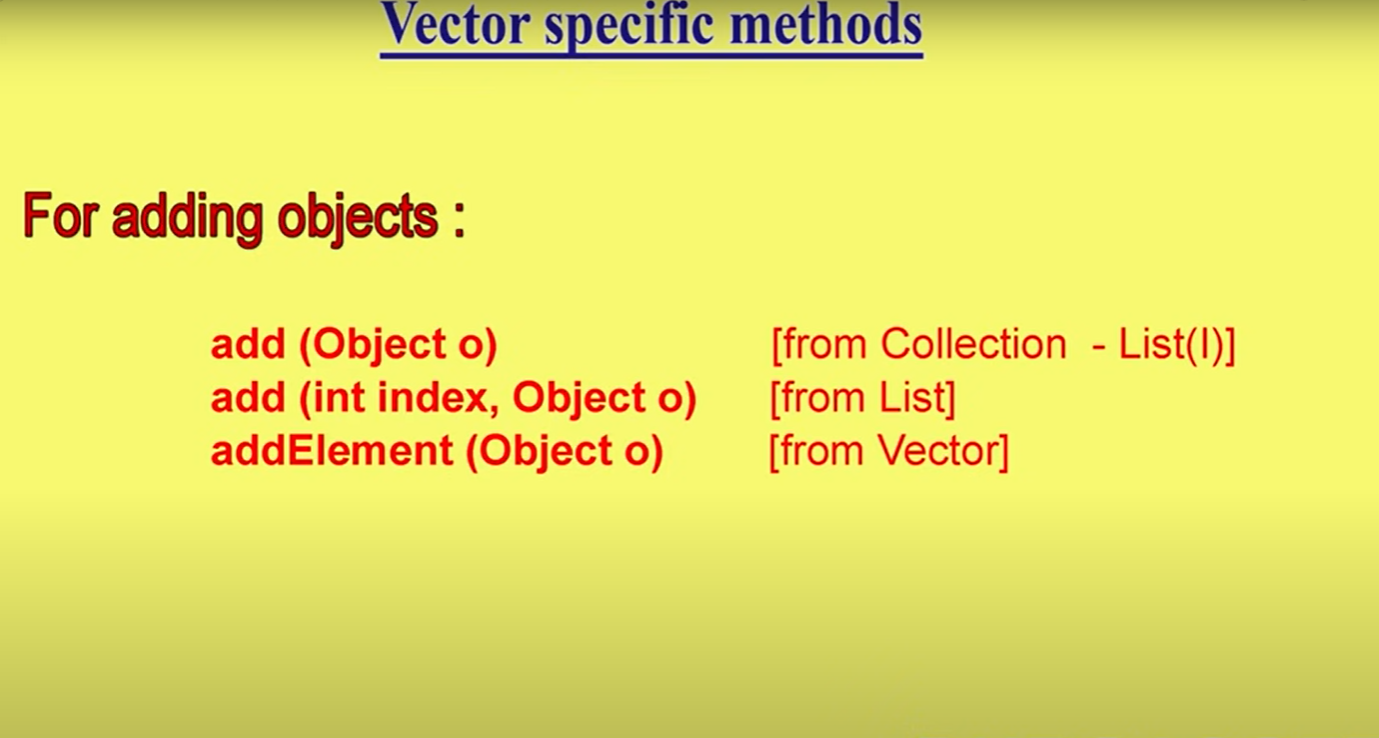 Vector specific methods
For adding objects :
add (Object o) [from Collection - List(I)]
add (int index, Object o) [from List]
addElement (Object o) [from Vector]